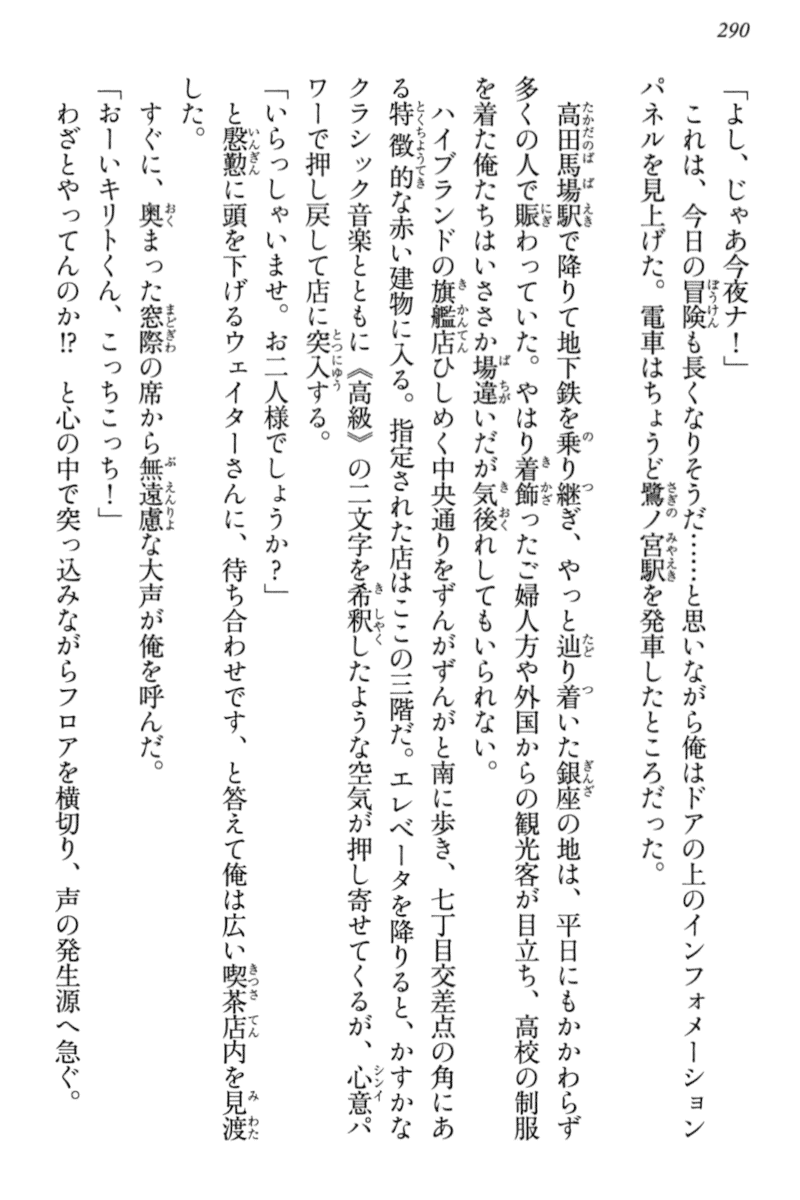 290
「よし、じゃあ今夜ナ！」
これは、今日の冒険も長くなりそうだ……と思いながら俺はドアの上のインフォメーション
パネルを見上げた。電車はちょうど鷺ノ宮駅を発車したところだった。
高田馬場駅で降りて地下鉄を乗り継ぎ、やっと辿り着いた銀座の地は、平日にもかかわらず
多くの人で賑わっていた。やはり着飾ったご婦人方や外国からの観光客が目立ち、高校の制服
を着た俺たちはいささか場違いだが気後れしてもいられない。
ハイブランドの旗艦店ひしめく中央通りをずんがずんがと南に歩き、七丁目交差点の角にあ
る特徴的な赤い建物に入る。指定された店はここの三階だ。エレベータを降りると、かすかな
クラシック音楽とともに《高級》の二文字を希釈したような空気が押し寄せてくるが、心意パ
ワーで押し戻して店に突入する。
「いらっしゃいませ。お二人様でしょうか？」
と慇懃に頭を下げるウェイターさんに、待ち合わせです、と答えて俺は広い喫茶店内を見渡
した。
すぐに、奥まった窓際の席から無遠慮な大声が俺を呼んだ。
「おーいキリトくん、こっちこっち！」
わざとやってんのか!?　と心の中で突っ込みながらフロアを横切り、声の発生源へ急ぐ。